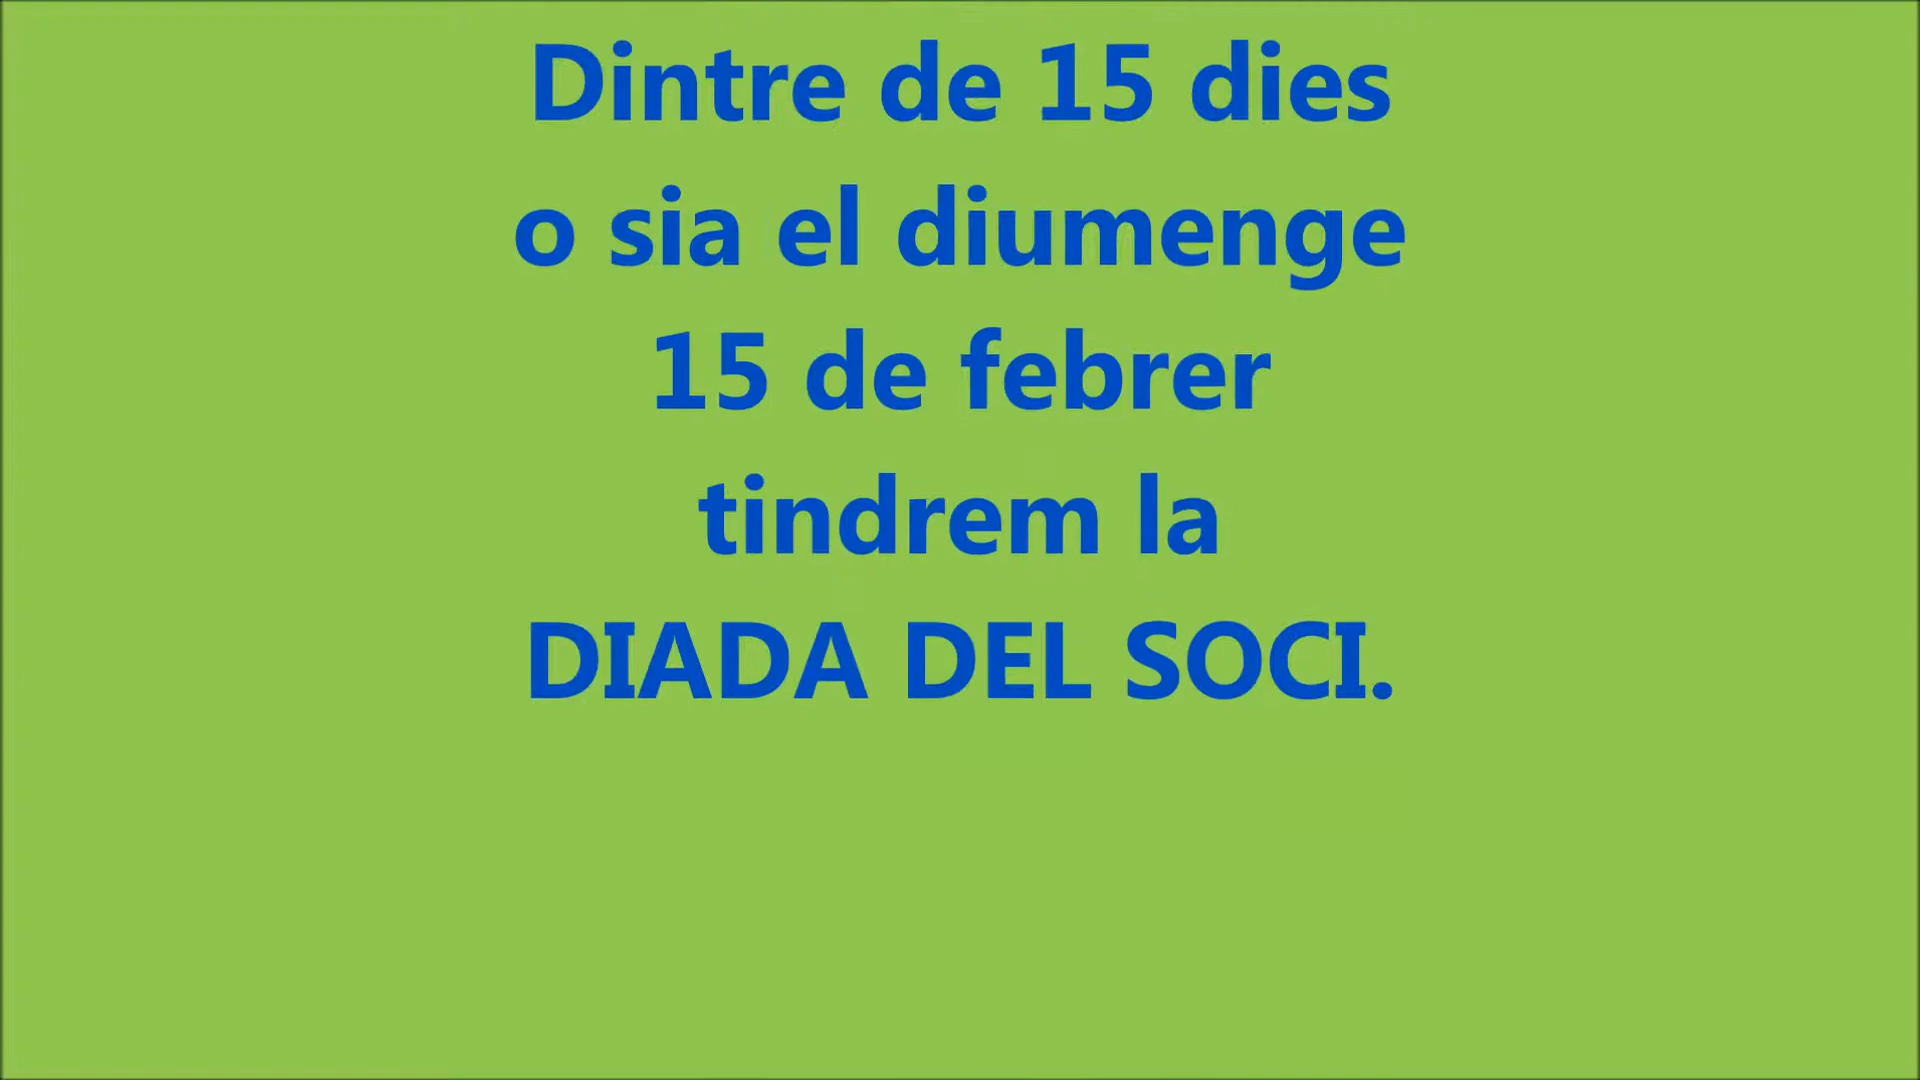 Dintre de 15 dies
o sia el diumenge
15 de febrer
tindrem la
DIADA DEL SOCI.